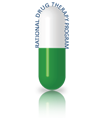 RATIONAL DRUG THERAPY PROGRAM